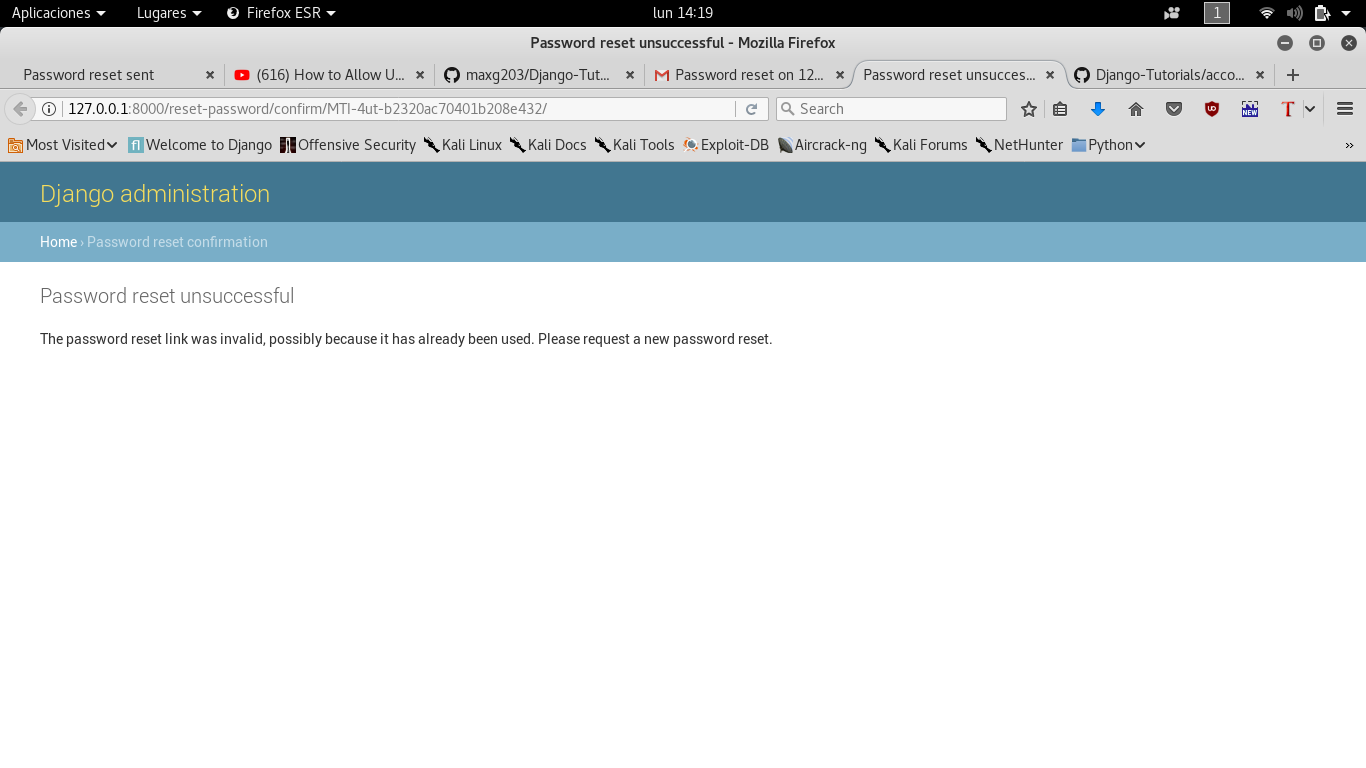 Aplicaciones Lugares Firefox ESR lun 14:19 1
Password reset unsuccessful - Mozilla Firefox
Password reset sent (616) How to Allow U... maxg203/Django-Tut... Password reset on 12... Password reset unsucces... Django-Tutorials/acco...
127.0.0.1:8000/reset-password/confirm/MTI-4ut-b2320ac70401b208e432/ Search
Most Visited Welcome to Django Offensive Security Kali Linux Kali Docs Kali Tools Exploit-DB Aircrack-ng Kali Forums NetHunter Python »
Django administration
Home › Password reset confirmation
Password reset unsuccessful
The password reset link was invalid, possibly because it has already been used. Please request a new password reset.